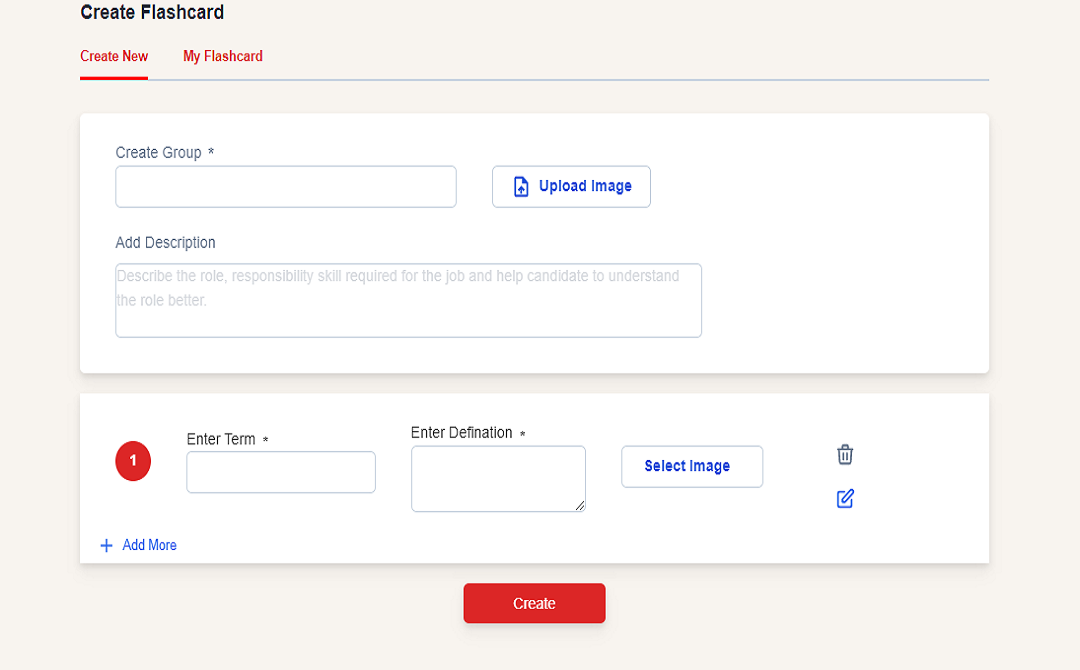 Create Flashcard
Create New My Flashcard
Create Group *
Upload Image
Add Description
Describe the role, responsibility skill required for the job and help candidate to understand
the role better.
1
Enter Term *
Enter Defination *
Select Image
+ Add More
Create